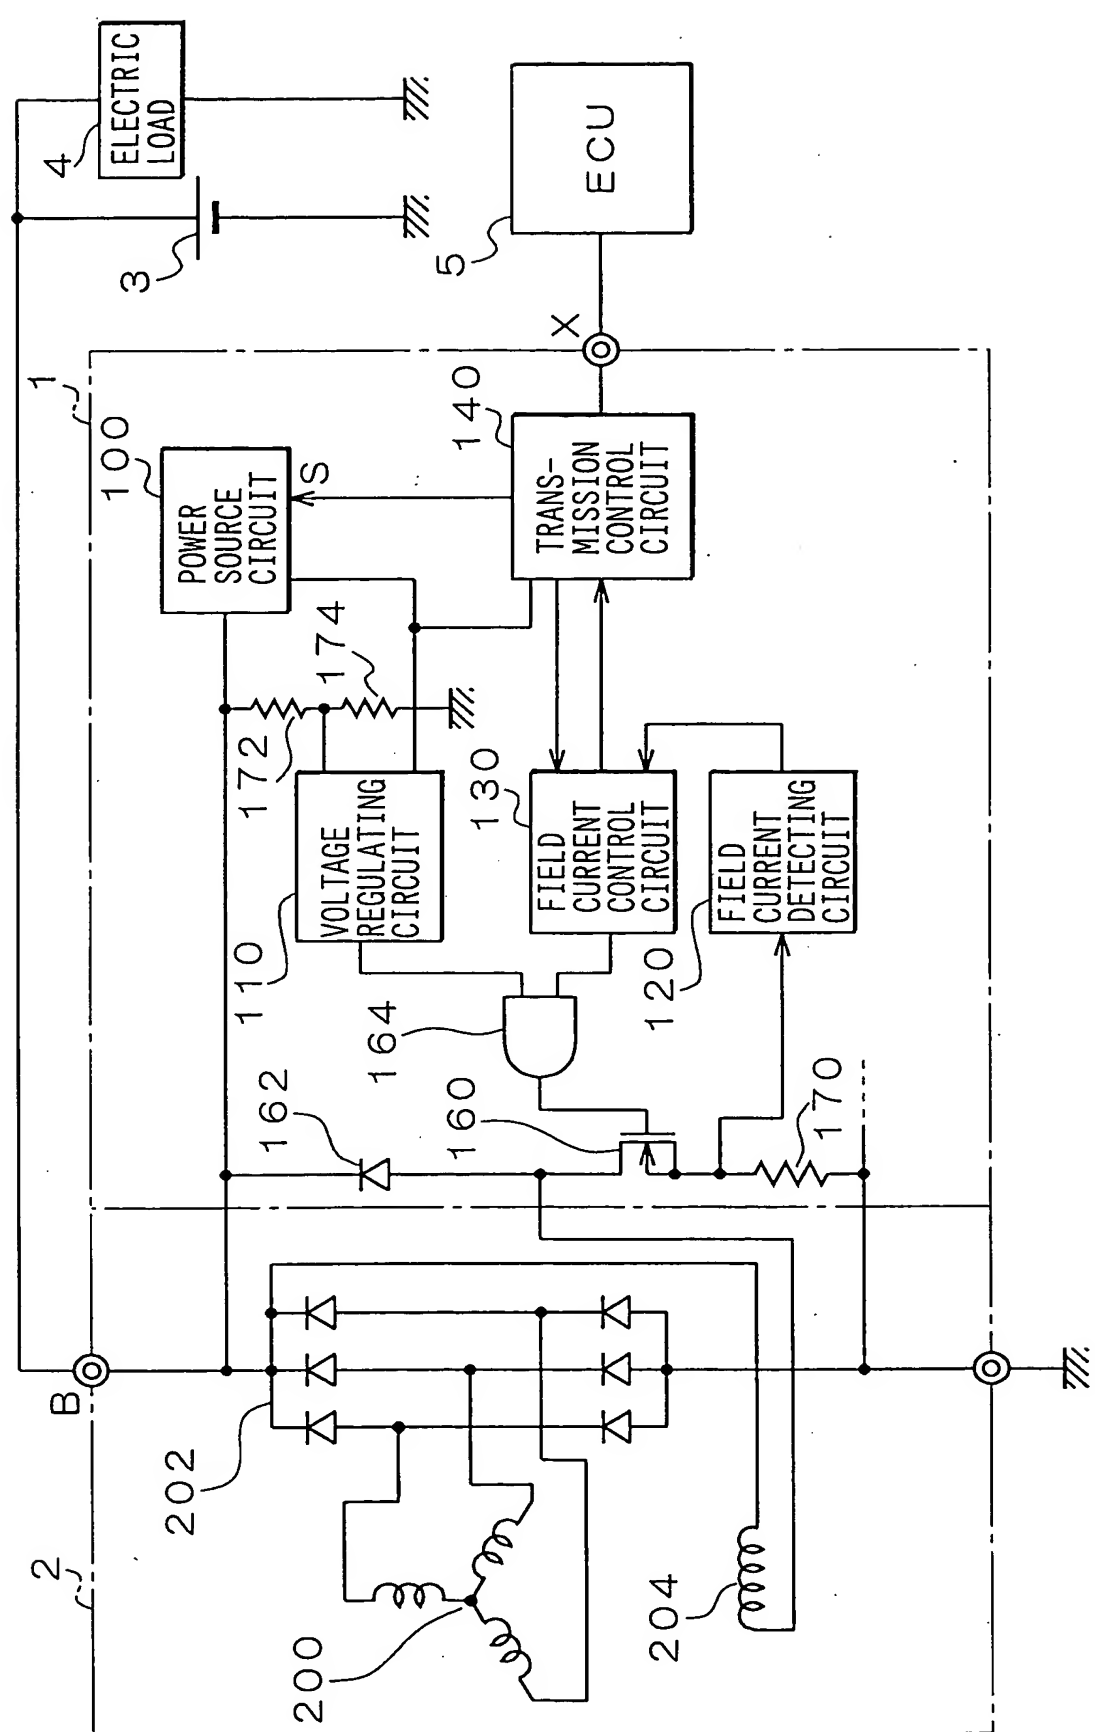 2
B
1
4
ELECTRIC
LOAD
3
202
162
110
172
100
POWER
SOURCE
CIRCUIT
S
174
VOLTAGE
REGULATING
CIRCUIT
200
164
160
130
FIELD
CURRENT
CONTROL
CIRCUIT
140
TRANS-
MISSION
CONTROL
CIRCUIT
X
5
ECU
204
170
120
FIELD
CURRENT
DETECTING
CIRCUIT